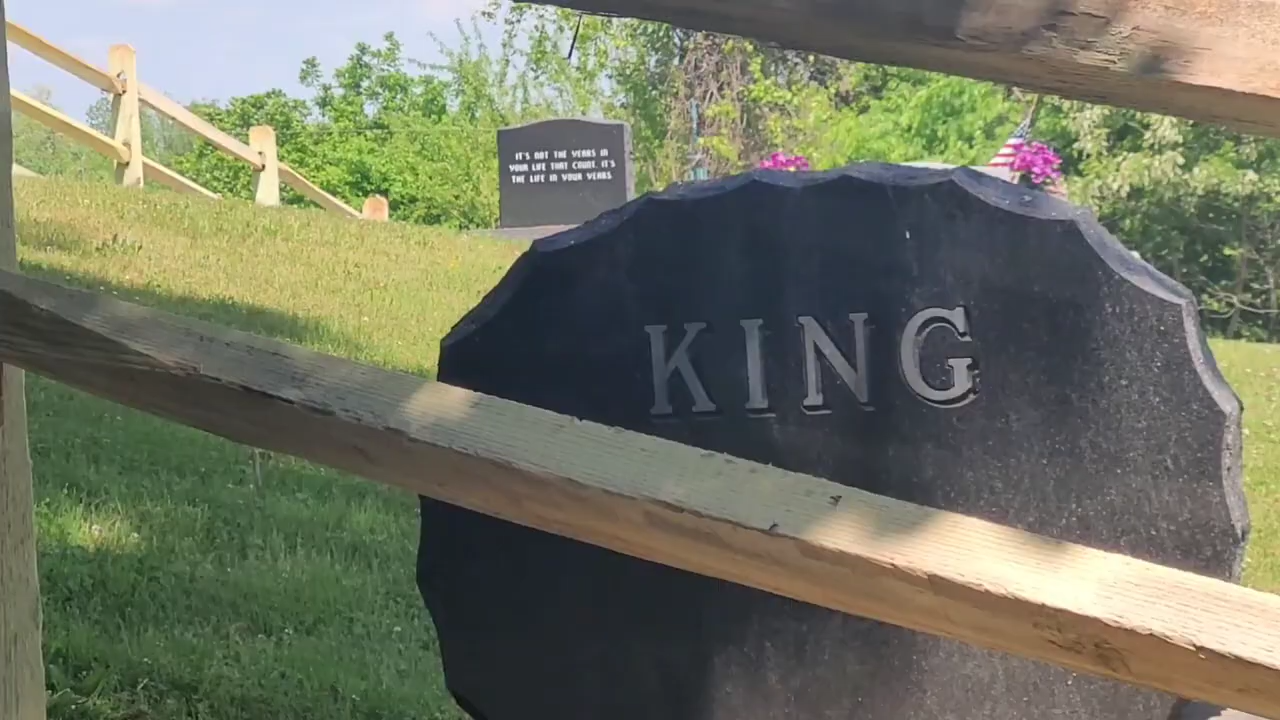 IT'S NOT THE YEARS IN
YOUR LIFE THAT COUNT. IT'S
THE LIFE IN YOUR YEARS
KING